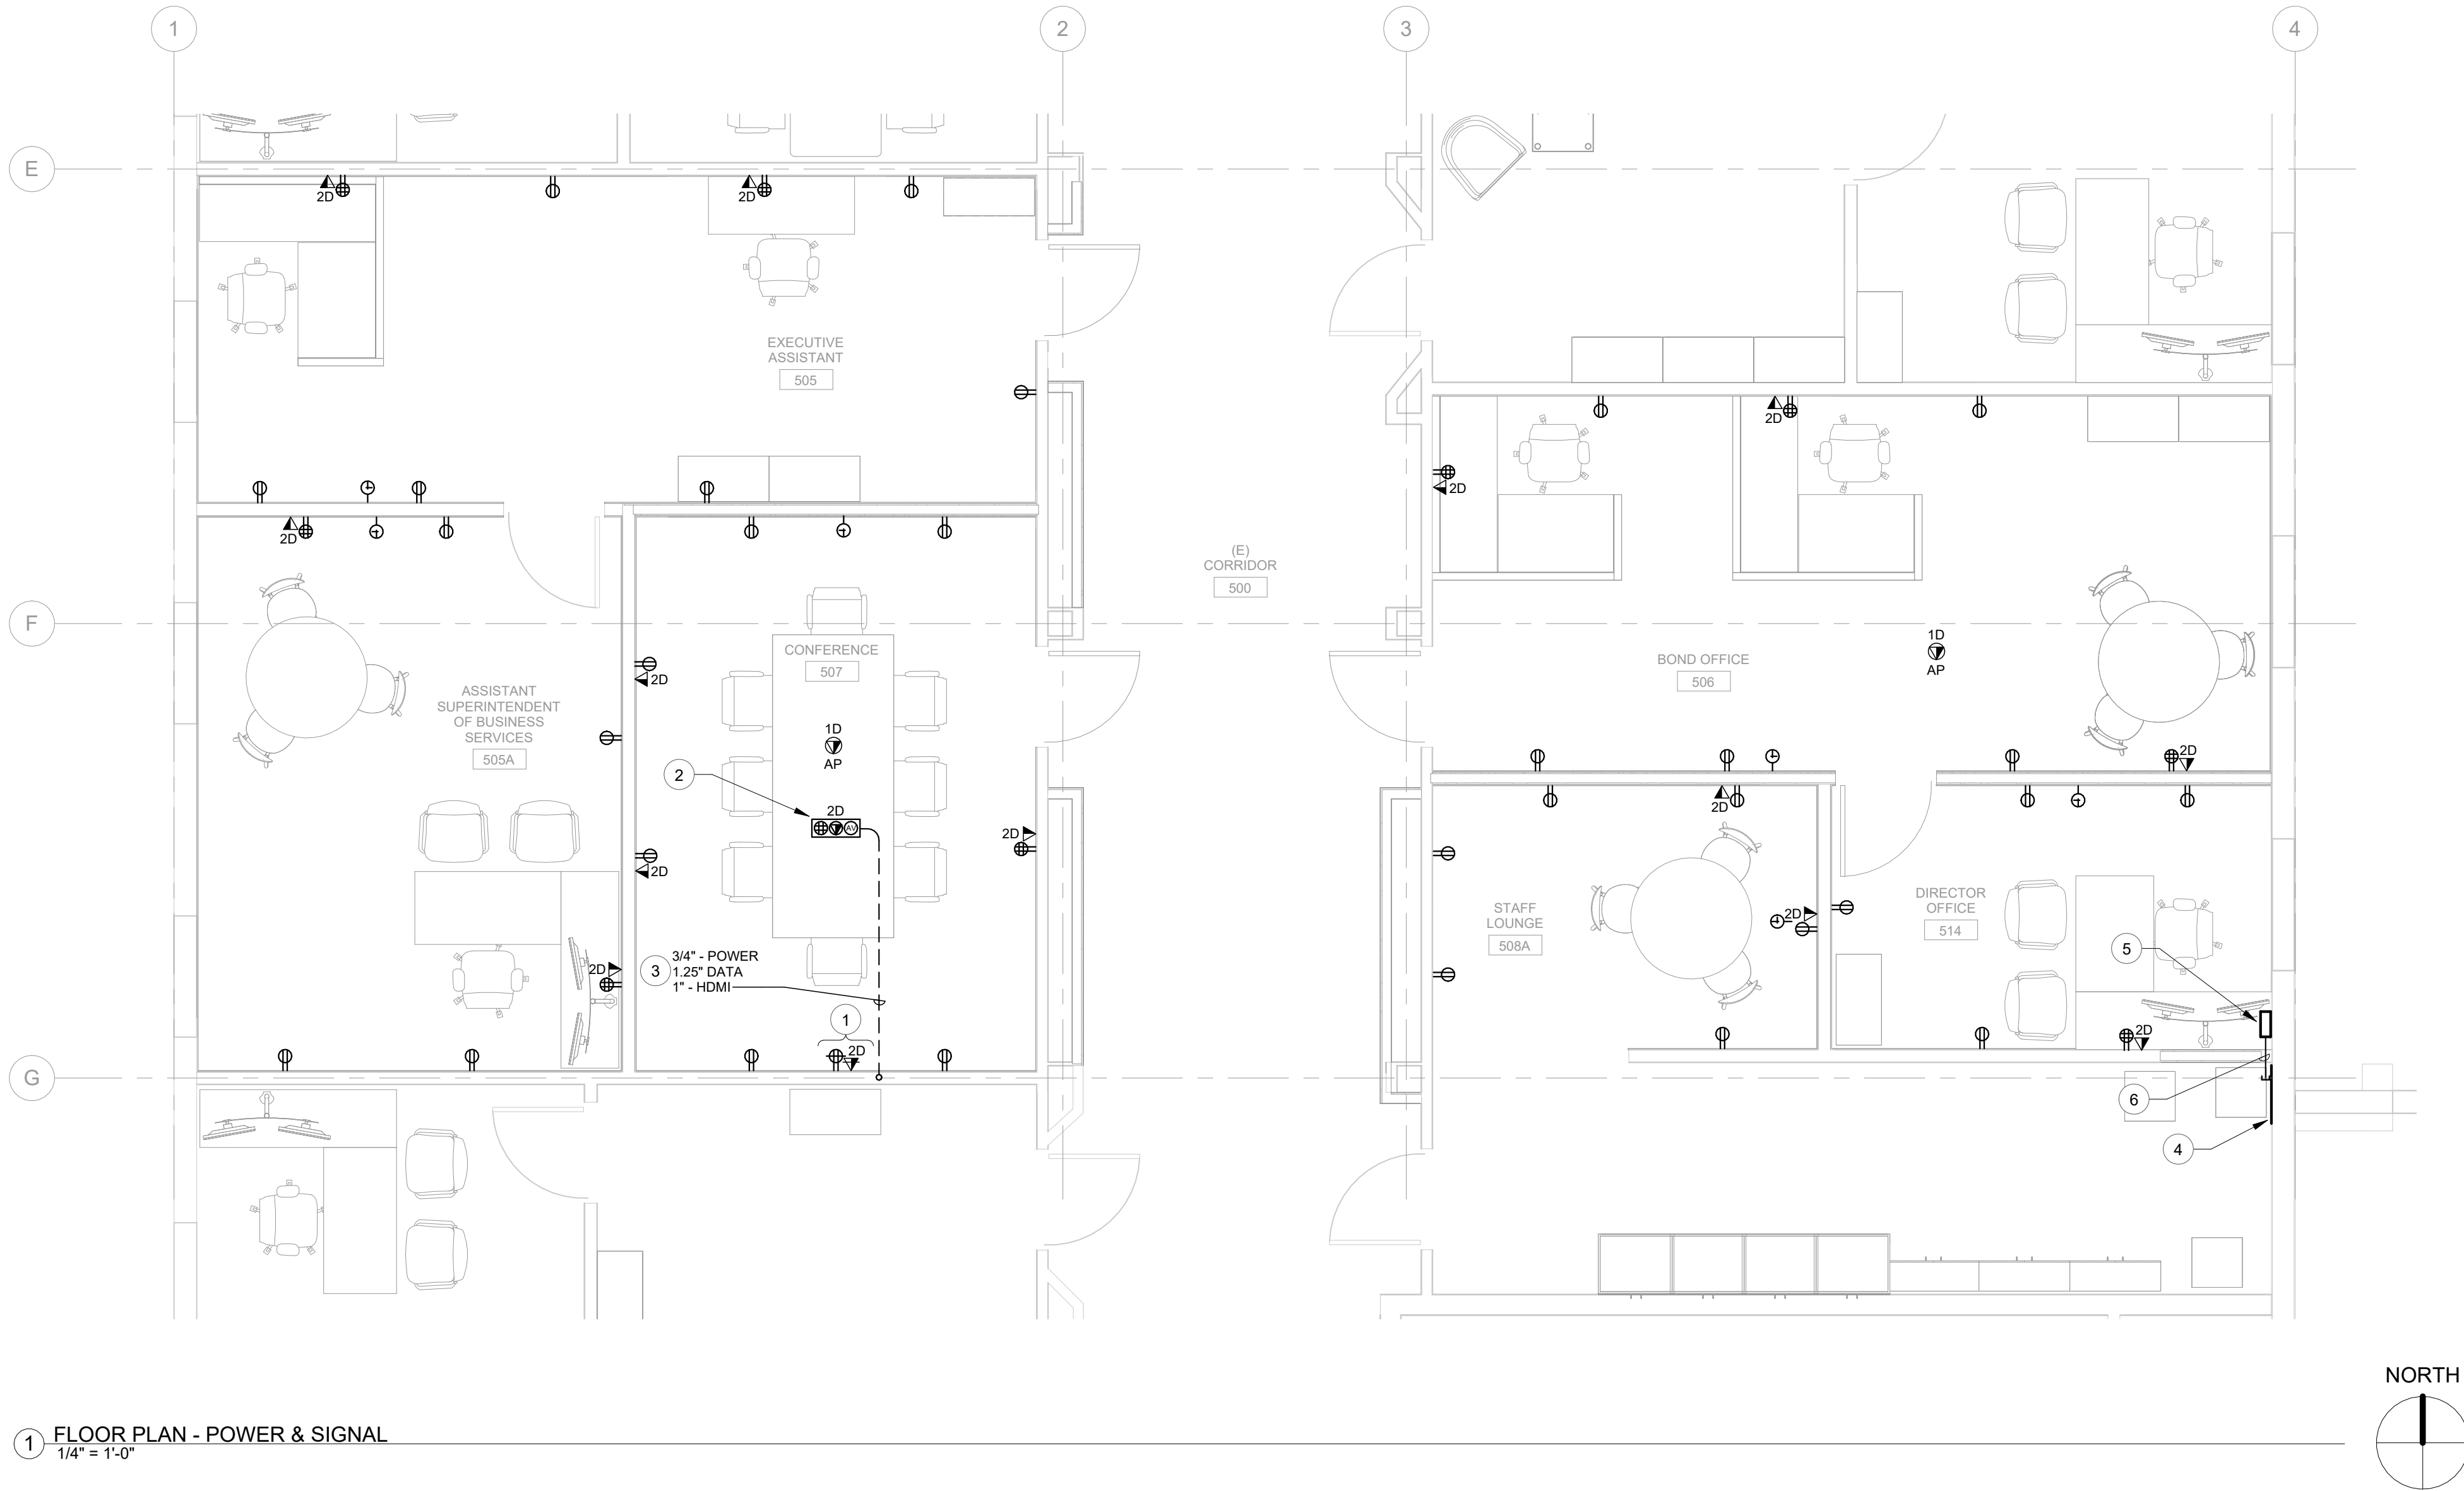 1
2
3
4
E
2D
2D
EXECUTIVE
ASSISTANT
505
2D
2D
2D
(E)
CORRIDOR
500
F
1D
AP
CONFERENCE
507
BOND OFFICE
506
2D
ASSISTANT
SUPERINTENDENT
OF BUSINESS
SERVICES
505A
1D
AP
2
2D
AV
2D
2D
2D
2D
2D
STAFF
LOUNGE
508A
2D
DIRECTOR
OFFICE
514
5
2D
3
3/4" - POWER
1.25" DATA
1" - HDMI
1
2D
2D
G
6
4
NORTH
1
FLOOR PLAN - POWER & SIGNAL
1/4" = 1'-0"